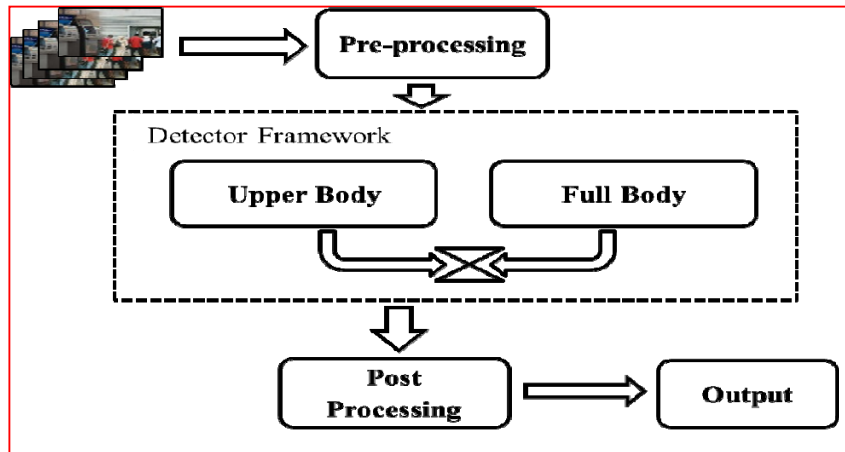 Pre-processing
Detector Framework
Upper Body
Full Body
Post
Processing
Output